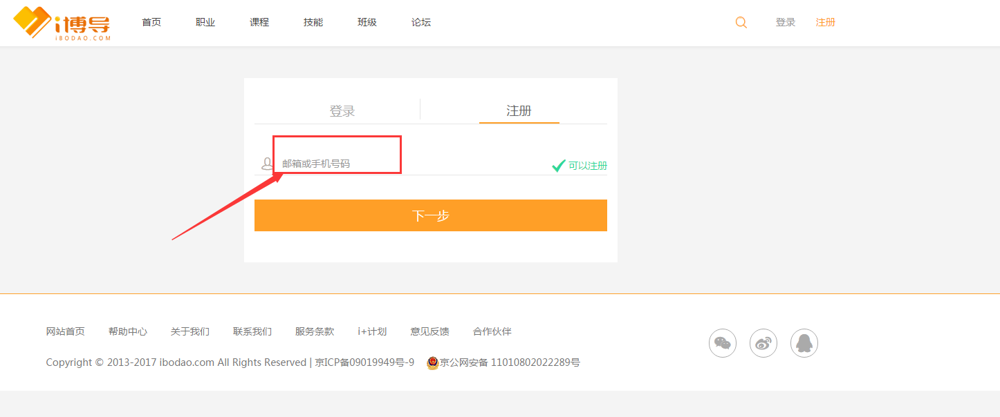 i博导
iBODAO.COM
首页 职业 课程 技能 班级 论坛 登录 注册
登录 注册
邮箱或手机号码 可以注册
下一步
网站首页 帮助中心 关于我们 联系我们 服务条款 i+计划 意见反馈 合作伙伴
Copyright © 2013-2017 ibodao.com All Rights Reserved | 京ICP备09019949号-9 京公网安备 11010802022289号